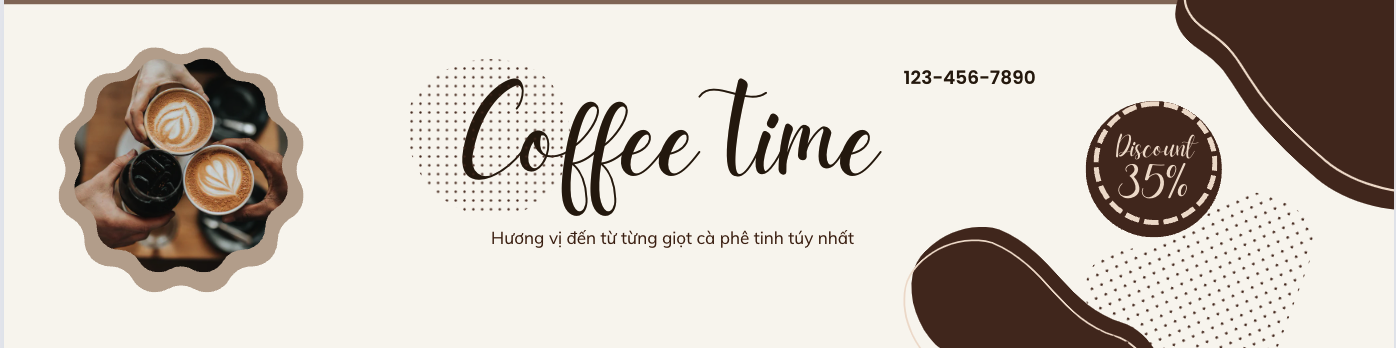 Coffee time
Hương vị đến từ từng giọt cà phê tinh túy nhất
123-456-7890
Discount
35%